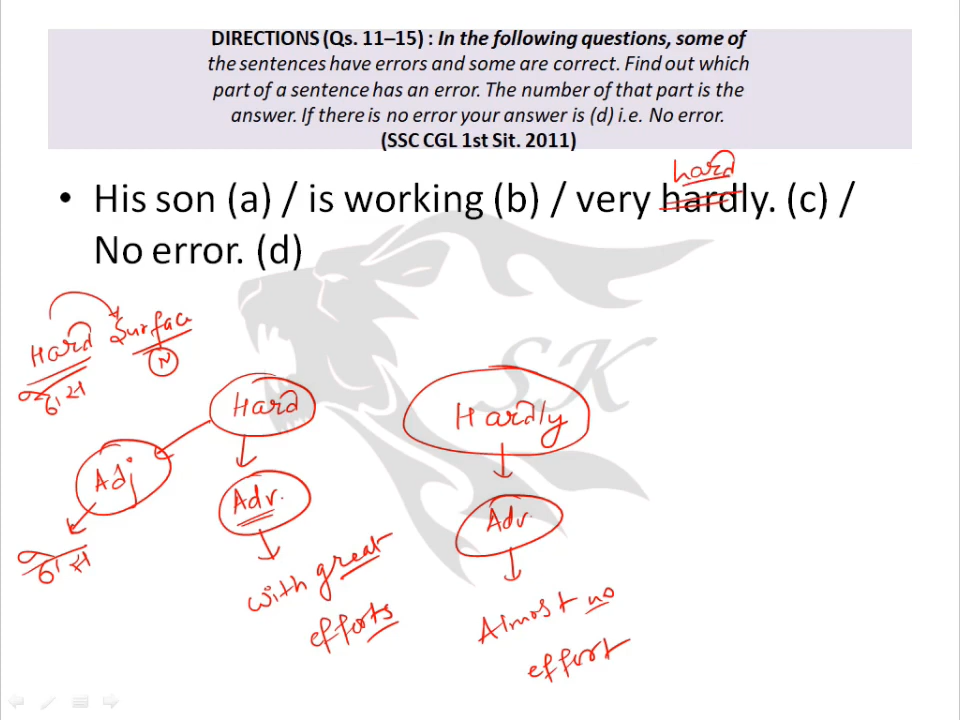 DIRECTIONS (Qs. 11–15) : In the following questions, some of
the sentences have errors and some are correct. Find out which
part of a sentence has an error. The number of that part is the
answer. If there is no error your answer is (d) i.e. No error.
(SSC CGL 1st Sit. 2011)
hard
• His son (a) / is working (b) / very hardly. (c) /
No error. (d)
Hard Surface
N
ठोस
SK
Hard
Hardly
Adj
Adv.
Adv.
ठोस
with great
efforts
Almost no
effort